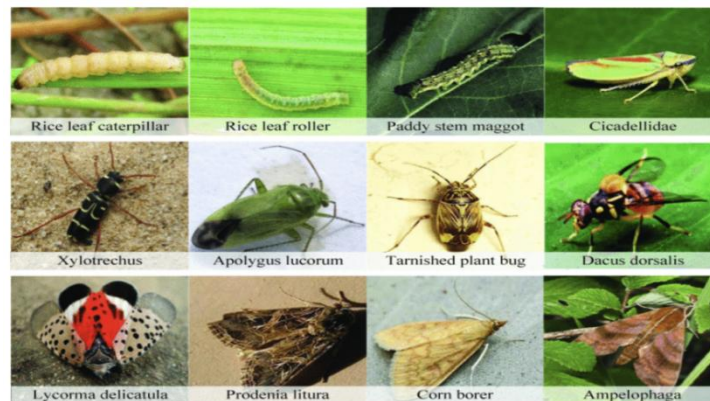 Rice leaf caterpillar
Rice leaf roller
Paddy stem maggot
Cicadellidae
Xylotrechus
Apolygus lucorum
Tarnished plant bug
Dacus dorsalis
Lycorma delicatula
Prodenia litura
Corn borer
Ampelophaga